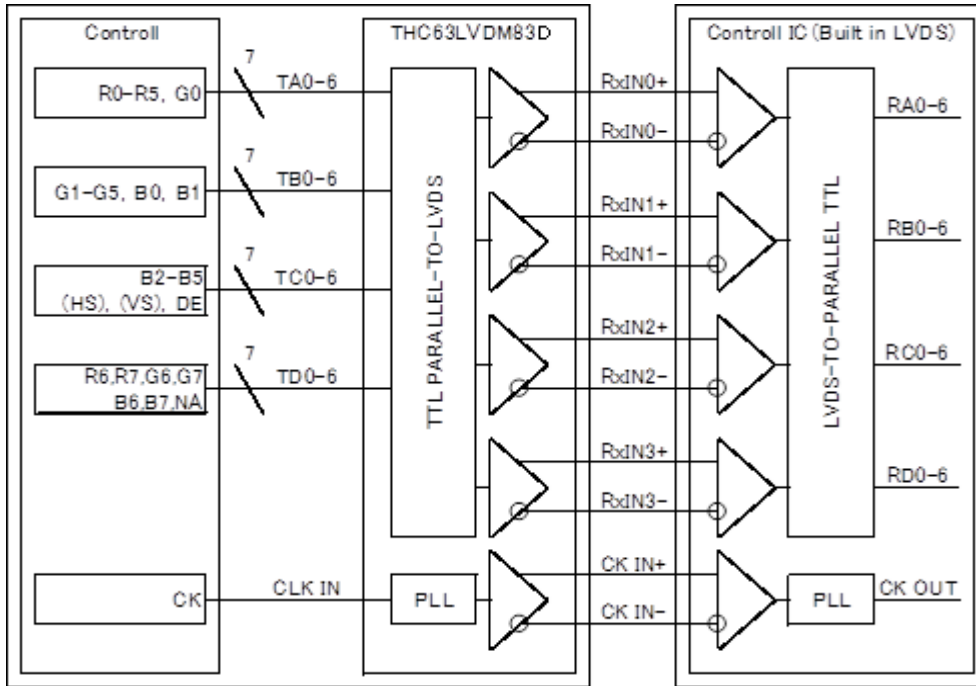 Controll
THC63LVDM83D
Controll IC (Built in LVDS)
R0-R5, G0
7
TA0-6
RxIN0+
RxIN0-
RA0-6
G1-G5, B0, B1
7
TB0-6
RxIN1+
RxIN1-
RB0-6
B2-B5
(HS), (VS), DE
7
TC0-6
RxIN2+
RxIN2-
RC0-6
R6,R7,G6,G7
B6,B7,NA
7
TD0-6
RxIN3+
RxIN3-
RD0-6
TTL PARALLEL-TO-LVDS
LVDS-TO-PARALLEL TTL
CK
CLK IN
PLL
CK IN+
CK IN-
PLL
CK OUT